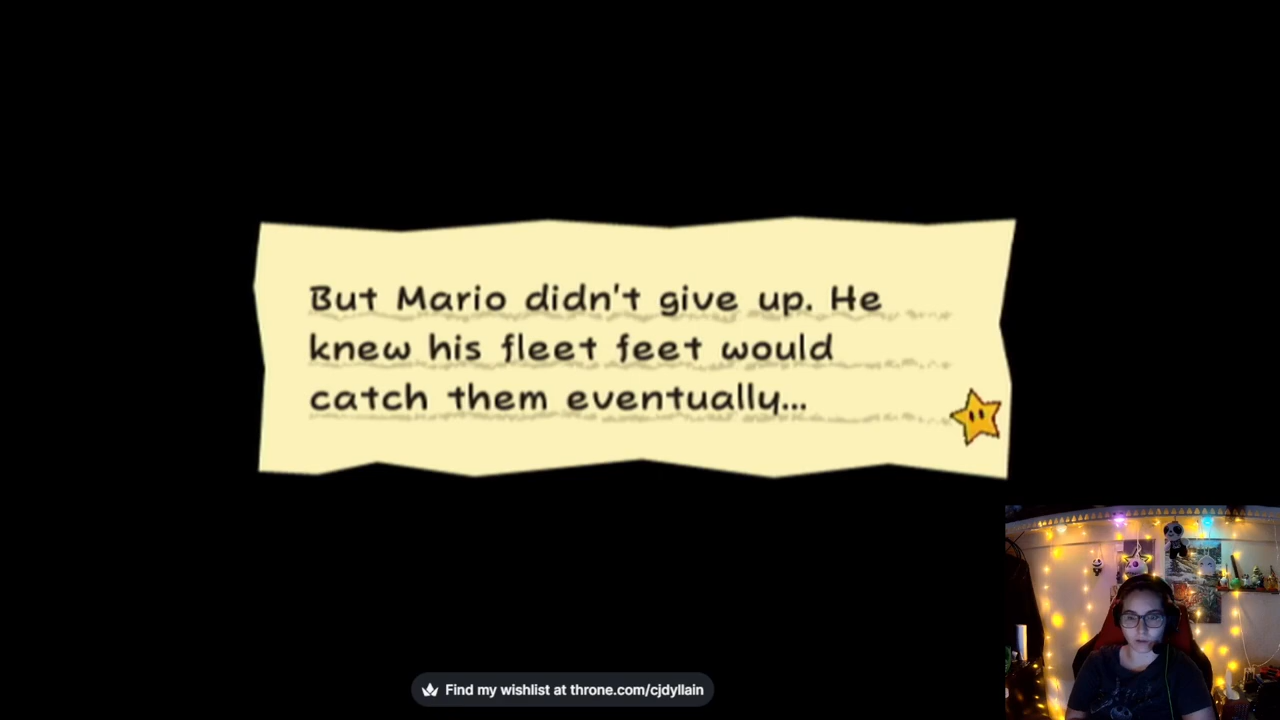 But Mario didn't give up. He
knew his fleet feet would
catch them eventually...
Find my wishlist at throne.com/cjdyllain